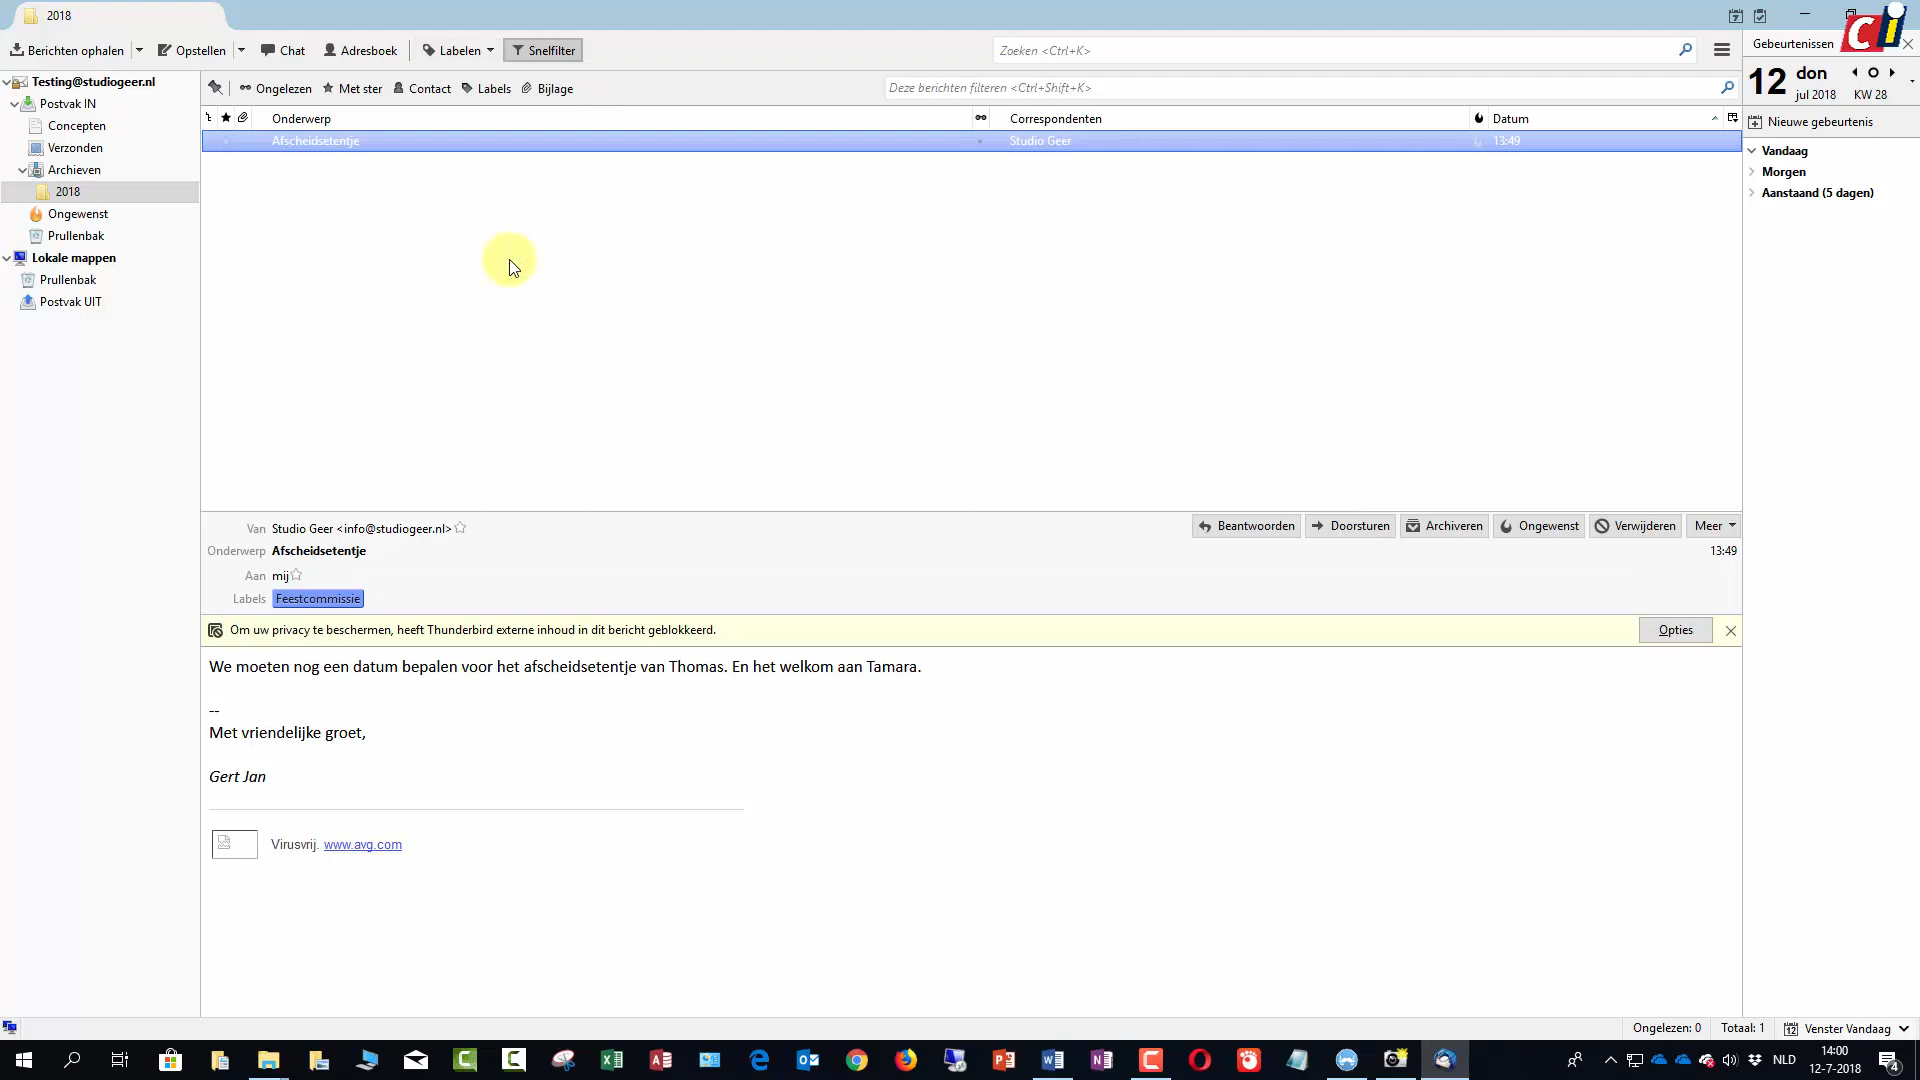 2018
Berichten ophalen
Opstellen
Chat
Adresboek
Labelen
Snelfilter
Zoeken <Ctrl+K>
Gebeurtenissen
Ci
Testing@studiogeer.nl
Postvak IN
Concepten
Verzonden
Archieven
2018
Ongewenst
Prullenbak
Lokale mappen
Prullenbak
Postvak UIT
Ongelezen
Met ster
Contact
Labels
Bijlage
Deze berichten filteren <Ctrl+Shift+K>
Onderwerp
Correspondenten
Datum
Afscheidsetentje
Studio Geer
13:49
12
don
jul 2018
KW 28
Nieuwe gebeurtenis
Vandaag
Morgen
Aanstaand (5 dagen)
Van Studio Geer <info@studiogeer.nl>
Beantwoorden
Doorsturen
Archiveren
Ongewenst
Verwijderen
Meer
Onderwerp Afscheidsetentje
13:49
Aan mij
Labels Feestcommissie
Om uw privacy te beschermen, heeft Thunderbird externe inhoud in dit bericht geblokkeerd.
Opties
We moeten nog een datum bepalen voor het afscheidsetentje van Thomas. En het welkom aan Tamara.
--
Met vriendelijke groet,
Gert Jan
Virusvrij. www.avg.com
Ongelezen: 0
Totaal: 1
12
Venster Vandaag
NLD
14:00
12-7-2018
4